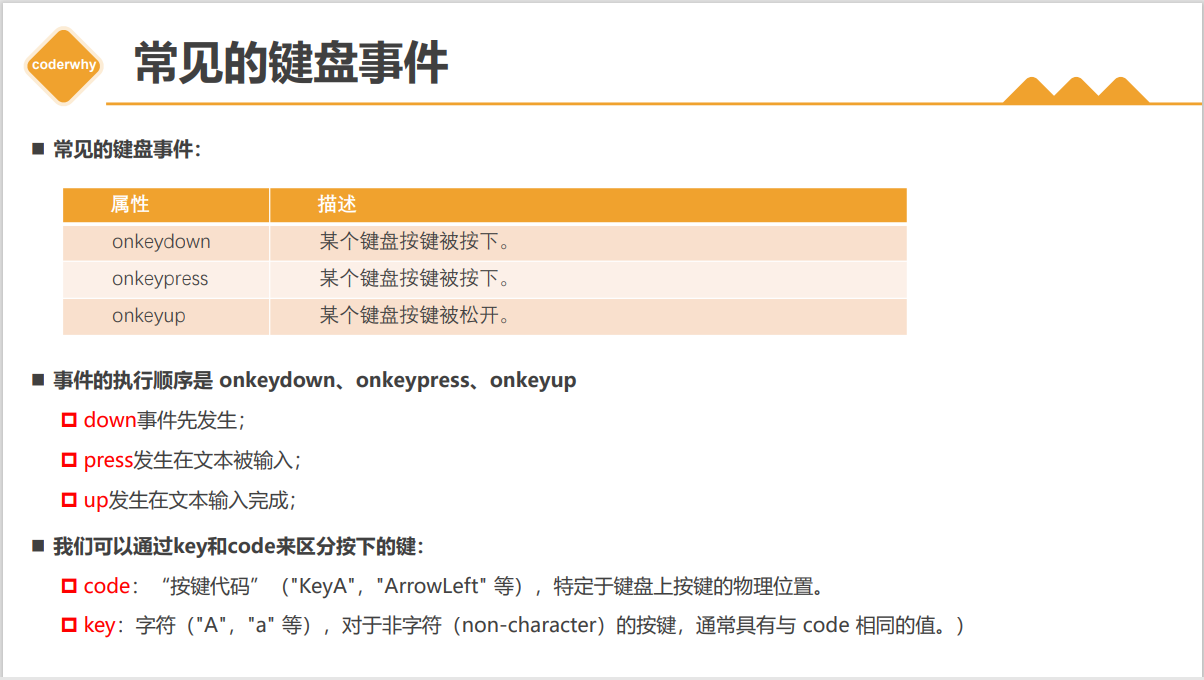 coderwhy
常见的键盘事件
常见的键盘事件：
属性 描述
onkeydown 某个键盘按键被按下。
onkeypress 某个键盘按键被按下。
onkeyup 某个键盘按键被松开。
事件的执行顺序是 onkeydown、onkeypress、onkeyup
down事件先发生；
press发生在文本被输入；
up发生在文本输入完成；
我们可以通过key和code来区分按下的键：
code：“按键代码”（"KeyA"，"ArrowLeft" 等），特定于键盘上按键的物理位置。
key：字符（"A"，"a" 等），对于非字符（non-character）的按键，通常具有与 code 相同的值。）